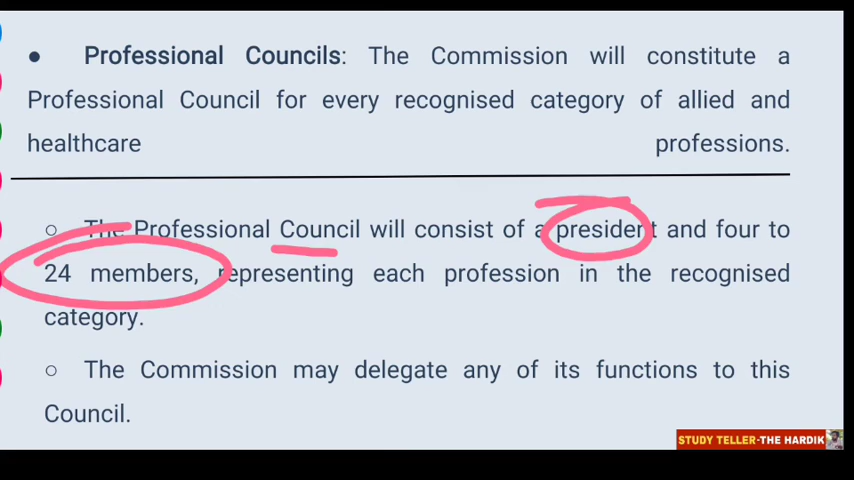 ● Professional Councils: The Commission will constitute a
Professional Council for every recognised category of allied and
healthcare professions.
○ The Professional Council will consist of a president and four to
24 members, representing each profession in the recognised
category.
○ The Commission may delegate any of its functions to this
Council.
STUDY TELLER-THE HARDIK